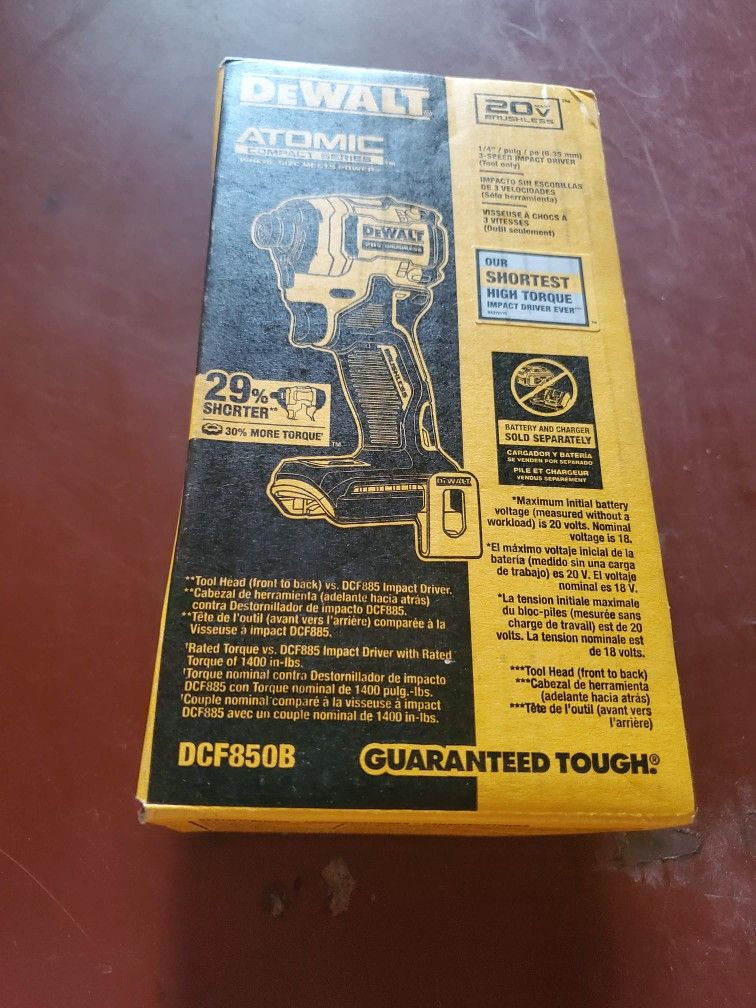 DEWALT®
ATOMIC
COMPACT SERIES™
WHERE SIZE MEETS POWER
20V MAX™
BRUSHLESS
1/4" / pulg / po (6.35 mm)
3-SPEED IMPACT DRIVER
(Tool only)
IMPACTO SIN ESCOBILLAS
DE 3 VELOCIDADES
(Sólo herramienta)
VISSEUSE À CHOCS À
3 VITESSES
(Outil seulement)
OUR
SHORTEST
HIGH TORQUE
IMPACT DRIVER EVER***
DEWALT
BRUSHLESS
BRUSHLESS
DEWALT
29%
SHORTER**
30% MORE TORQUE†
™
BATTERY AND CHARGER
SOLD SEPARATELY
CARGADOR Y BATERÍA
SE VENDEN POR SEPARADO
PILE ET CHARGEUR
VENDUS SÉPARÉMENT
*Maximum initial battery
voltage (measured without a
workload) is 20 volts. Nominal
voltage is 18.
*El máximo voltaje inicial de la
batería (medido sin una carga
de trabajo) es 20 V. El voltaje
nominal es 18 V.
*La tension initiale maximale
du bloc-piles (mesurée sans
charge de travail) est de 20
volts. La tension nominale est
de 18 volts.
***Tool Head (front to back)
***Cabezal de herramienta
(adelante hacia atrás)
***Tête de l'outil (avant vers
l'arrière)
**Tool Head (front to back) vs. DCF885 Impact Driver.
**Cabezal de herramienta (adelante hacia atrás)
contra Destornillador de impacto DCF885.
**Tête de l'outil (avant vers l'arrière) comparée à la
Visseuse à impact DCF885.
†Rated Torque vs. DCF885 Impact Driver with Rated
Torque of 1400 in-lbs.
†Torque nominal contra Destornillador de impacto
DCF885 con Torque nominal de 1400 pulg.-lbs.
†Couple nominal comparé à la visseuse à impact
DCF885 avec un couple nominal de 1400 in-lbs.
DCF850B
GUARANTEED TOUGH.®